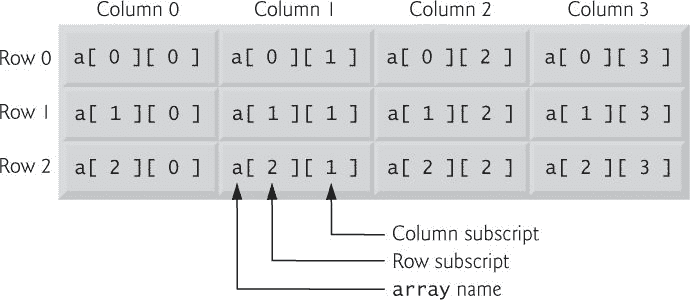 Column 0 Column 1 Column 2 Column 3
Row 0 a[ 0 ][ 0 ] a[ 0 ][ 1 ] a[ 0 ][ 2 ] a[ 0 ][ 3 ]
Row 1 a[ 1 ][ 0 ] a[ 1 ][ 1 ] a[ 1 ][ 2 ] a[ 1 ][ 3 ]
Row 2 a[ 2 ][ 0 ] a[ 2 ][ 1 ] a[ 2 ][ 2 ] a[ 2 ][ 3 ]
Column subscript
Row subscript
array name